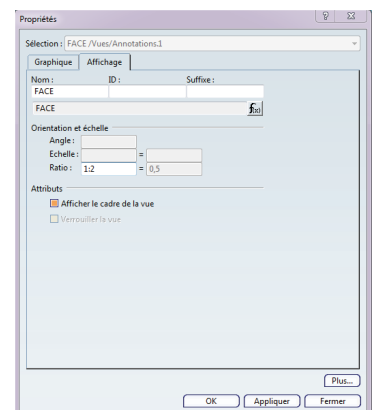 Propriétés
Sélection : FACE /Vues/Annotations.1
Graphique Affichage
Nom : ID : Suffixe :
FACE
FACE f(x)
Orientation et échelle
Angle :
Echelle : =
Ratio : 1:2 = 0,5
Attributs
Afficher le cadre de la vue
Verrouiller la vue
Plus...
OK Appliquer Fermer